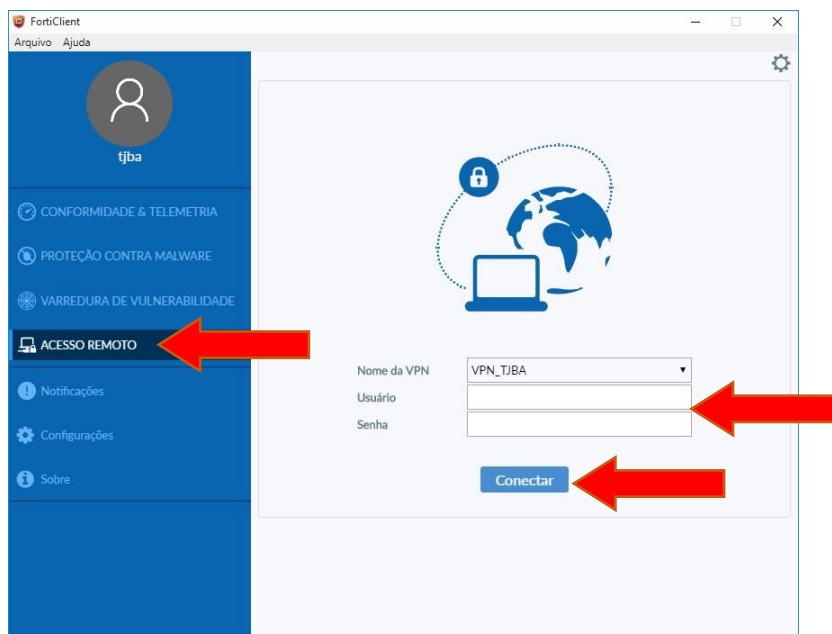 FortiClient
Arquivo Ajuda
tjba
CONFORMIDADE & TELEMETRIA
PROTEÇÃO CONTRA MALWARE
VARREDURA DE VULNERABILIDADE
ACESSO REMOTO
Notificações
Configurações
Sobre
Nome da VPN VPN_TJBA
Usuário
Senha
Conectar